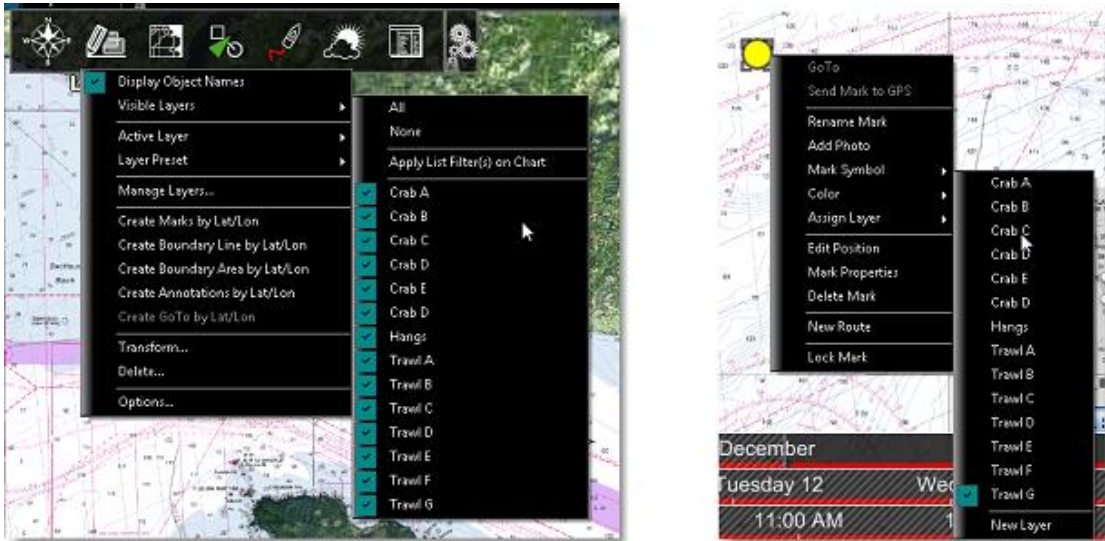 Display Object Names
Visible Layers
Active Layer
Layer Preset
Manage Layers...
Create Marks by Lat/Lon
Create Boundary Line by Lat/Lon
Create Boundary Area by Lat/Lon
Create Annotations by Lat/Lon
Create GoTo by Lat/Lon
Transform...
Delete...
Options...
All
None
Apply List Filter(s) on Chart
Crab A
Crab B
Crab C
Crab D
Crab E
Crab D
Hangs
Trawl A
Trawl B
Trawl C
Trawl D
Trawl E
Trawl F
Trawl G
GoTo
Send Mark to GPS
Rename Mark
Add Photo
Mark Symbol
Color
Assign Layer
Edit Position
Mark Properties
Delete Mark
New Route
Lock Mark
Crab A
Crab B
Crab C
Crab D
Crab E
Crab D
Hangs
Trawl A
Trawl B
Trawl C
Trawl D
Trawl E
Trawl F
Trawl G
New Layer
December
Tuesday 12
11:00 AM